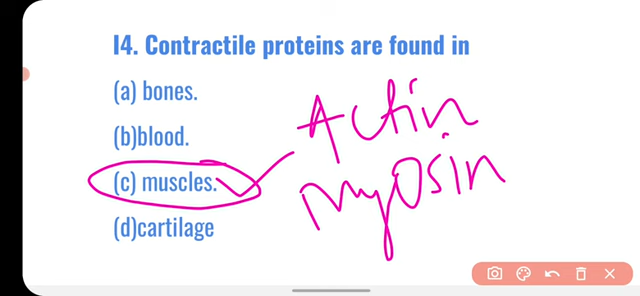 14. Contractile proteins are found in
(a) bones.
(b)blood.
(c) muscles.
(d)cartilage
Actin
Myosin